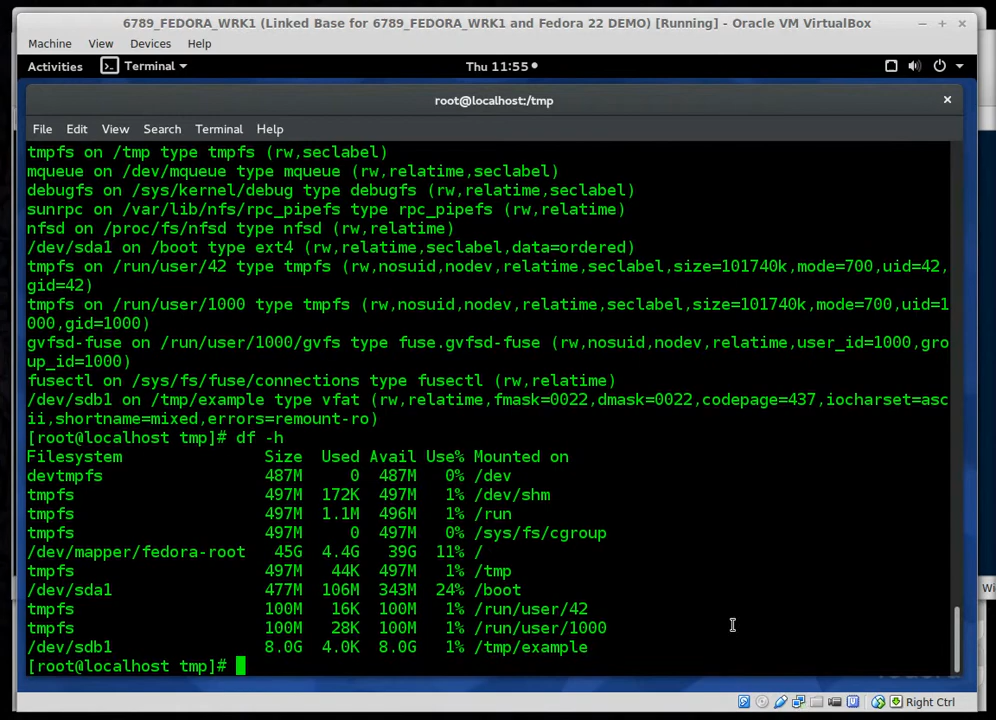 6789_FEDORA_WRK1 (Linked Base for 6789_FEDORA_WRK1 and Fedora 22 DEMO) [Running] - Oracle VM VirtualBox
Machine View Devices Help
Activities Terminal Thu 11:55
root@localhost:/tmp
File Edit View Search Terminal Help
tmpfs on /tmp type tmpfs (rw,seclabel)
mqueue on /dev/mqueue type mqueue (rw,relatime,seclabel)
debugfs on /sys/kernel/debug type debugfs (rw,relatime,seclabel)
sunrpc on /var/lib/nfs/rpc_pipefs type rpc_pipefs (rw,relatime)
nfsd on /proc/fs/nfsd type nfsd (rw,relatime)
/dev/sda1 on /boot type ext4 (rw,relatime,seclabel,data=ordered)
tmpfs on /run/user/42 type tmpfs (rw,nosuid,nodev,relatime,seclabel,size=101740k,mode=700,uid=42,
gid=42)
tmpfs on /run/user/1000 type tmpfs (rw,nosuid,nodev,relatime,seclabel,size=101740k,mode=700,uid=1
000,gid=1000)
gvfsd-fuse on /run/user/1000/gvfs type fuse.gvfsd-fuse (rw,nosuid,nodev,relatime,user_id=1000,gro
up_id=1000)
fusectl on /sys/fs/fuse/connections type fusectl (rw,relatime)
/dev/sdb1 on /tmp/example type vfat (rw,relatime,fmask=0022,dmask=0022,codepage=437,iocharset=asc
ii,shortname=mixed,errors=remount-ro)
[root@localhost tmp]# df -h
Filesystem Size Used Avail Use% Mounted on
devtmpfs 487M 0 487M 0% /dev
tmpfs 497M 172K 497M 1% /dev/shm
tmpfs 497M 1.1M 496M 1% /run
tmpfs 497M 0 497M 0% /sys/fs/cgroup
/dev/mapper/fedora-root 45G 4.4G 39G 11% /
tmpfs 497M 44K 497M 1% /tmp
/dev/sda1 477M 106M 343M 24% /boot
tmpfs 100M 16K 100M 1% /run/user/42
tmpfs 100M 28K 100M 1% /run/user/1000
/dev/sdb1 8.0G 4.0K 8.0G 1% /tmp/example
[root@localhost tmp]#
Right Ctrl